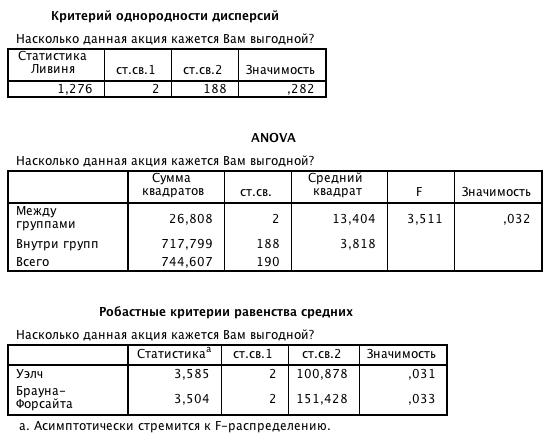 Критерий однородности дисперсий
Насколько данная акция кажется Вам выгодной?
Статистика Ливиня ст.св.1 ст.св.2 Значимость
1,276 2 188 ,282
ANOVA
Насколько данная акция кажется Вам выгодной?
Сумма квадратов ст.св. Средний квадрат F Значимость
Между группами 26,808 2 13,404 3,511 ,032
Внутри групп 717,799 188 3,818
Всего 744,607 190
Робастные критерии равенства средних
Насколько данная акция кажется Вам выгодной?
Статистикаª ст.св.1 ст.св.2 Значимость
Уэлч 3,585 2 100,878 ,031
Брауна-Форсайта 3,504 2 151,428 ,033
a. Асимптотически стремится к F-распределению.